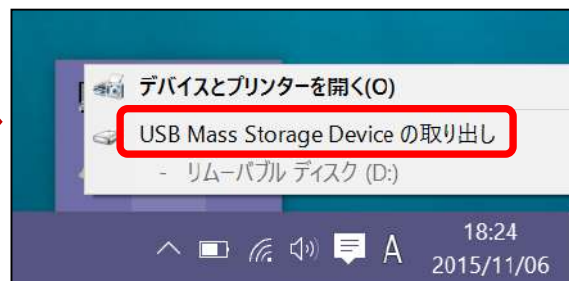 デバイスとプリンターを開く(O)
USB Mass Storage Device の取り出し
- リムーバブル ディスク (D:)
A
18:24
2015/11/06